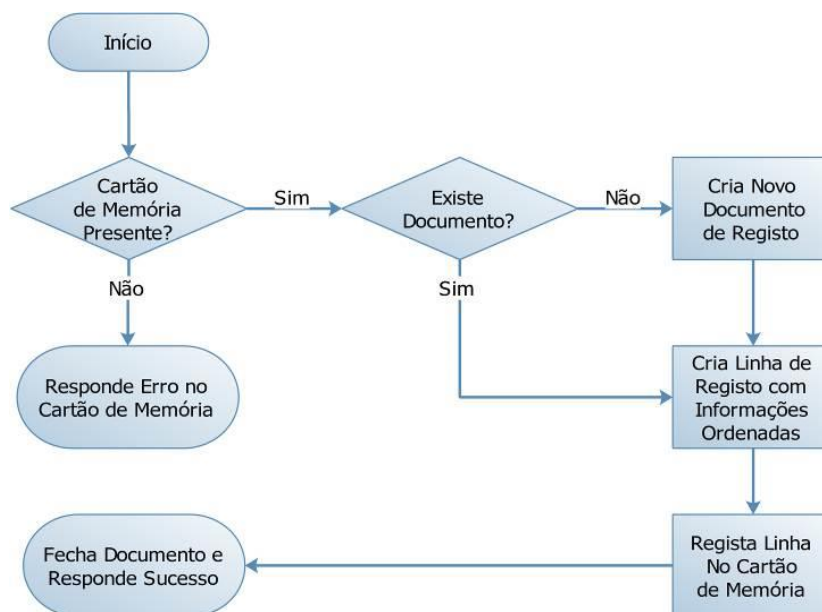 Início
Cartão
de Memória
Presente?
Sim
Existe
Documento?
Não
Cria Novo
Documento
de Registo
Não
Sim
Responde Erro no
Cartão de Memória
Cria Linha de
Registo com
Informações
Ordenadas
Fecha Documento e
Responde Sucesso
Regista Linha
No Cartão
de Memória